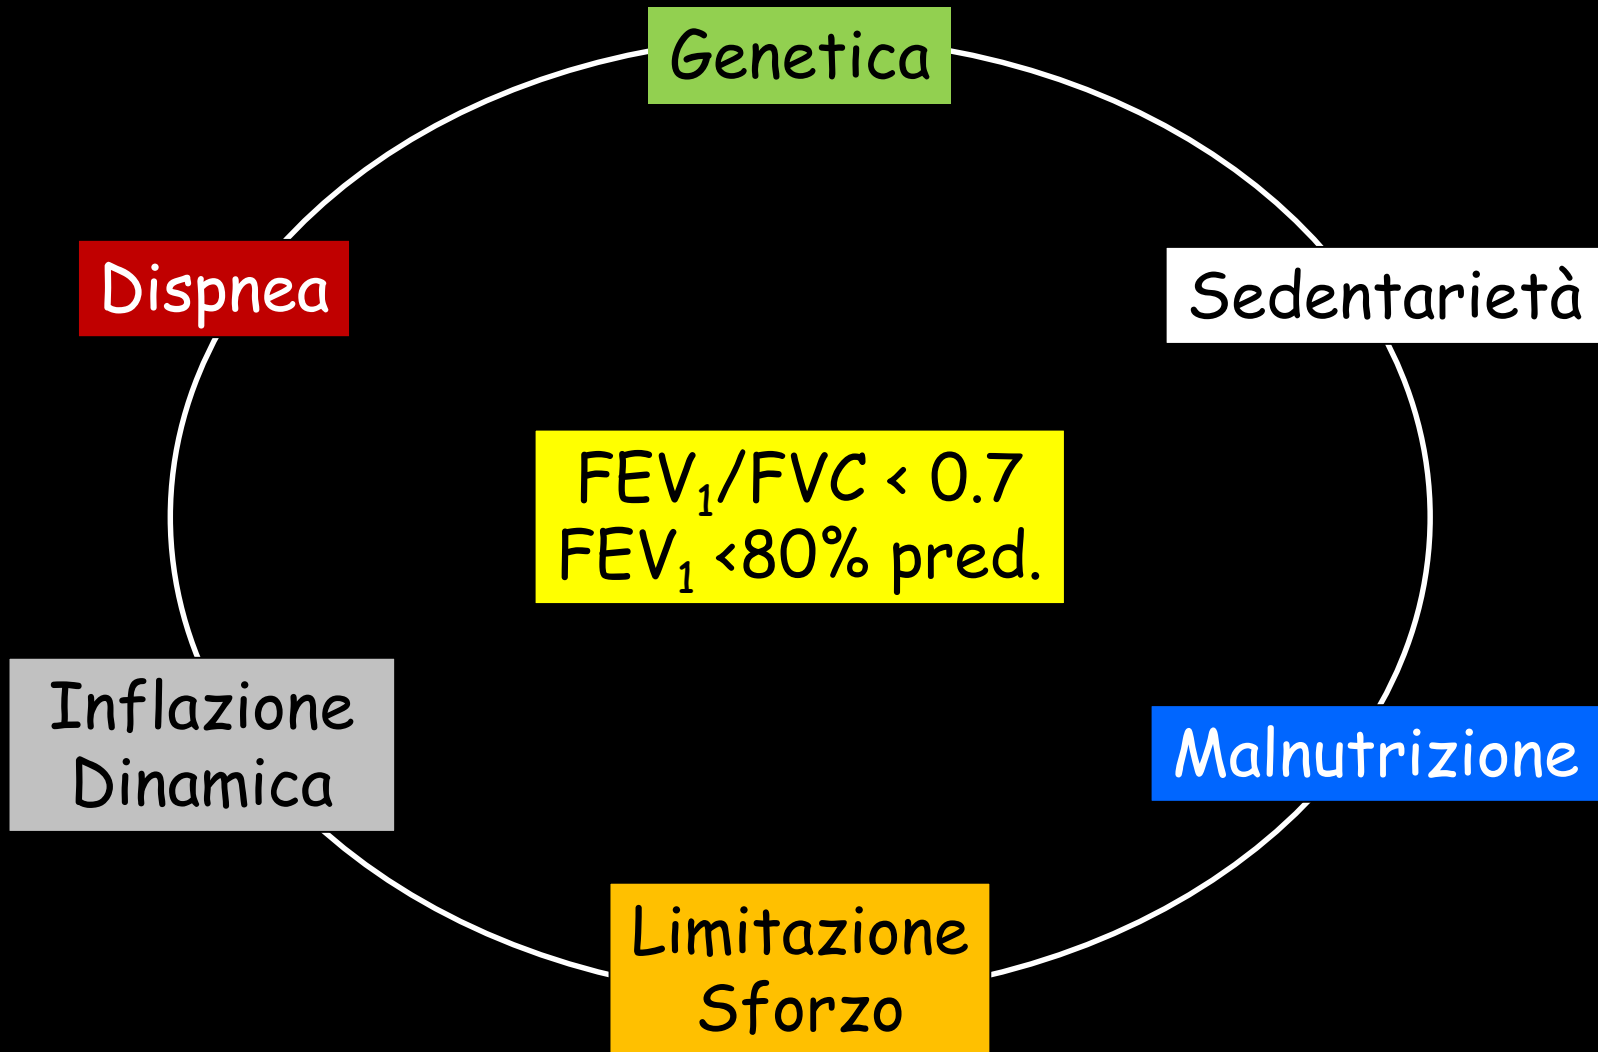 Genetica
Dispnea
Sedentarietà
FEV₁/FVC < 0.7
FEV₁ <80% pred.
Inflazione
Dinamica
Malnutrizione
Limitazione
Sforzo